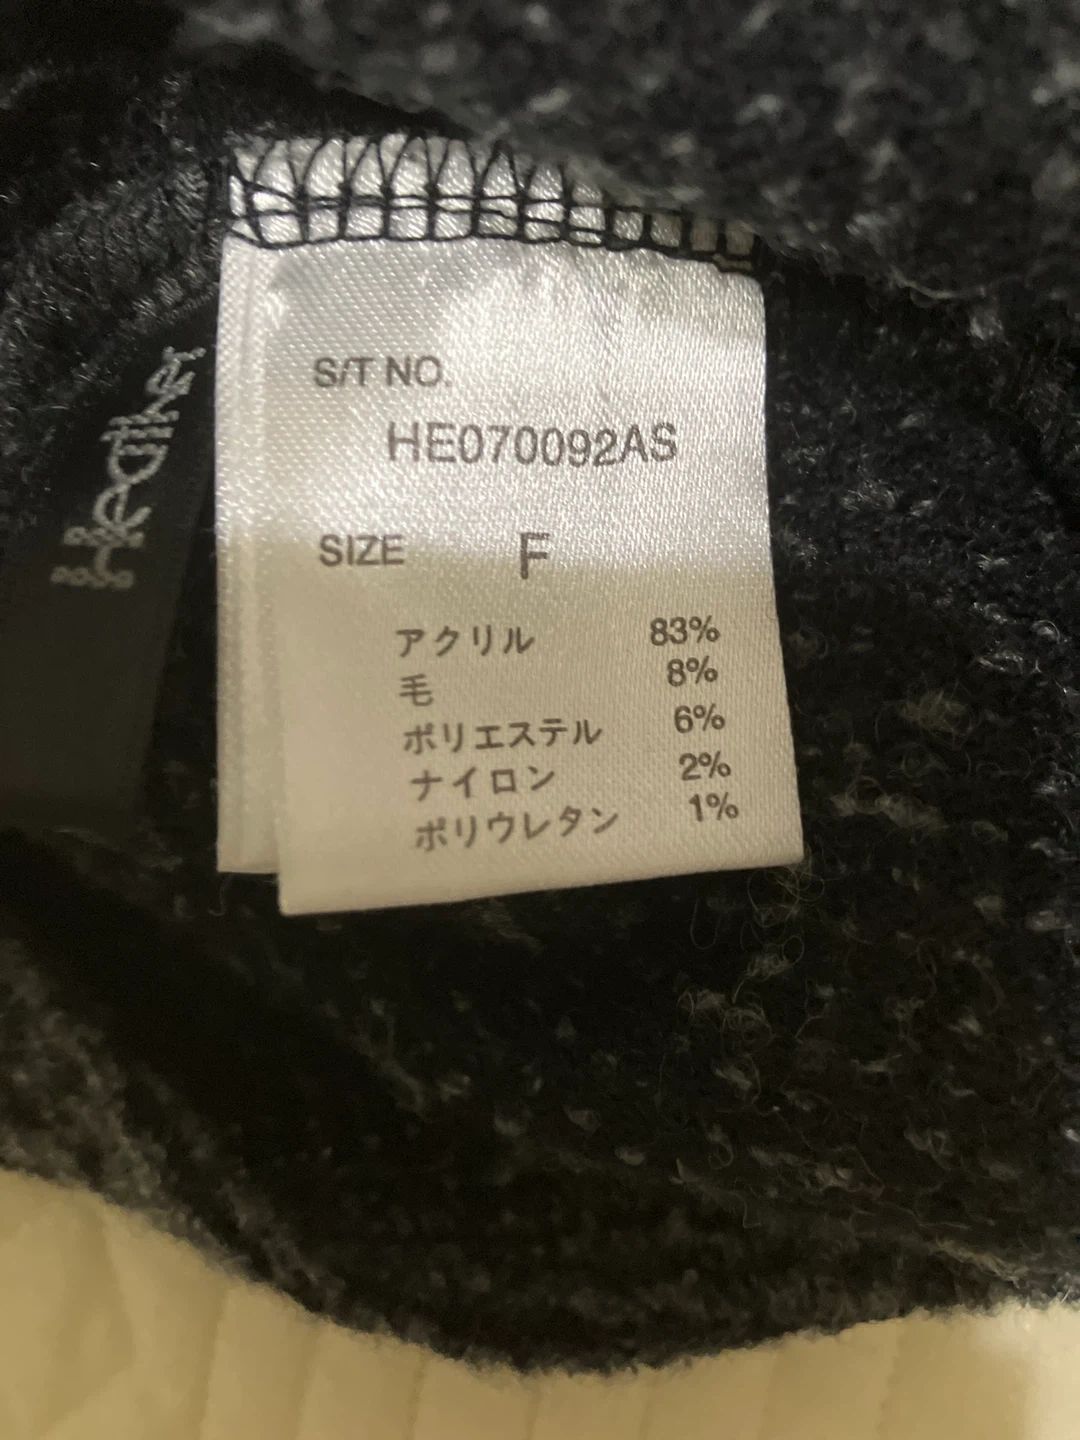 Heather
S/T NO.
HE070092AS
SIZE F
アクリル 83%
毛 8%
ポリエステル 6%
ナイロン 2%
ポリウレタン 1%